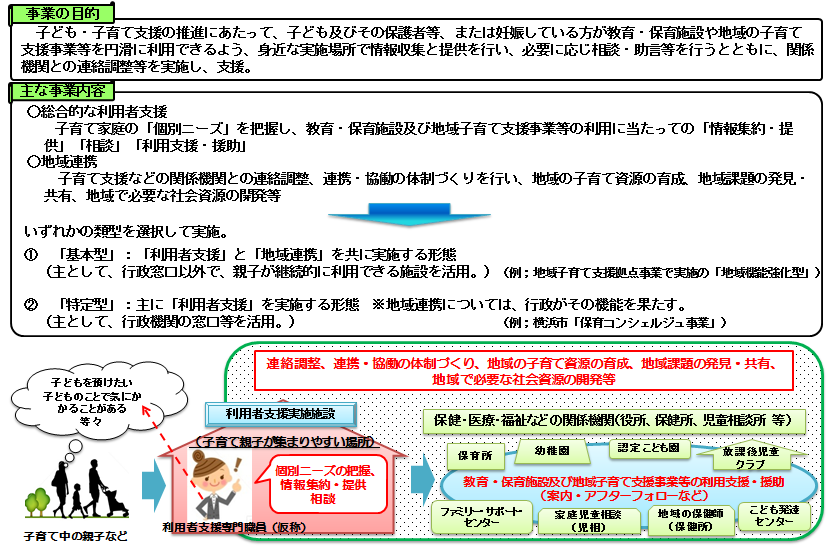 事業の目的
子ども・子育て支援の推進にあたって、子ども及びその保護者等、または妊娠している方が教育・保育施設や地域の子育て
支援事業等を円滑に利用できるよう、身近な実施場所で情報収集と提供を行い、必要に応じ相談・助言等を行うとともに、関係
機関との連絡調整等を実施し、支援。
主な事業内容
○総合的な利用者支援
子育て家庭の「個別ニーズ」を把握し、教育・保育施設及び地域子育て支援事業等の利用に当たっての「情報集約・提
供」「相談」「利用支援・援助」
○地域連携
子育て支援などの関係機関との連絡調整、連携・協働の体制づくりを行い、地域の子育て資源の育成、地域課題の発見・
共有、地域で必要な社会資源の開発等
いずれかの類型を選択して実施。
① 「基本型」：「利用者支援」と「地域連携」を共に実施する形態
（主として、行政窓口以外で、親子が継続的に利用できる施設を活用。）（例；地域子育て支援拠点事業で実施の「地域機能強化型」）
② 「特定型」：主に「利用者支援」を実施する形態 ※地域連携については、行政がその機能を果たす。
（主として、行政機関の窓口等を活用。） （例；横浜市「保育コンシェルジュ事業」）
連絡調整、連携・協働の体制づくり、地域の子育て資源の育成、地域課題の発見・共有、
地域で必要な社会資源の開発等
子どもを預けたい
子どものことで気にか
かることがある
等々
子育て中の親子など
利用者支援実施施設
（子育て親子が集まりやすい場所）
個別ニーズの把握、
情報集約・提供
相談
利用者支援専門職員（仮称）
保健・医療・福祉などの関係機関（役所、保健所、児童相談所 等）
保育所
幼稚園
認定こども園
放課後児童
クラブ
教育・保育施設及び地域子育て支援事業等の利用支援・援助
（案内・アフターフォローなど）
ファミリー・サポート・
センター
家庭児童相談
（児相）
地域の保健師
（保健所）
こども発達
センター